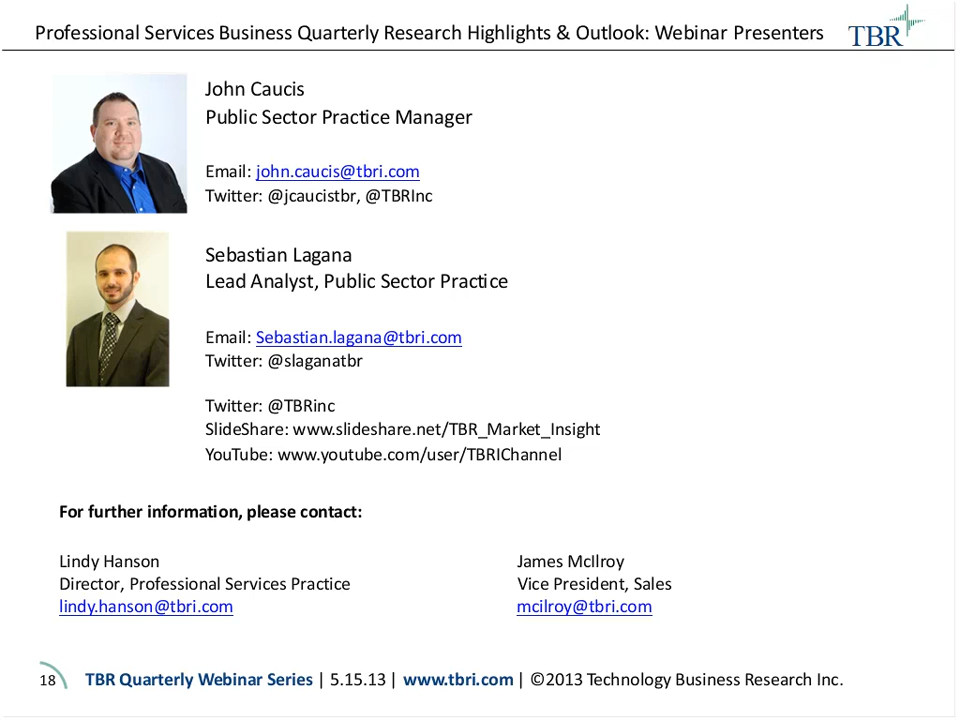 Professional Services Business Quarterly Research Highlights & Outlook: Webinar Presenters
TBR
John Caucis
Public Sector Practice Manager
Email: john.caucis@tbri.com
Twitter: @jcaucistbr, @TBRInc
Sebastian Lagana
Lead Analyst, Public Sector Practice
Email: Sebastian.lagana@tbri.com
Twitter: @slaganatbr
Twitter: @TBRinc
SlideShare: www.slideshare.net/TBR_Market_Insight
YouTube: www.youtube.com/user/TBRIChannel
For further information, please contact:
Lindy Hanson
Director, Professional Services Practice
lindy.hanson@tbri.com
James McIlroy
Vice President, Sales
mcilroy@tbri.com
18 TBR Quarterly Webinar Series | 5.15.13 | www.tbri.com | ©2013 Technology Business Research Inc.